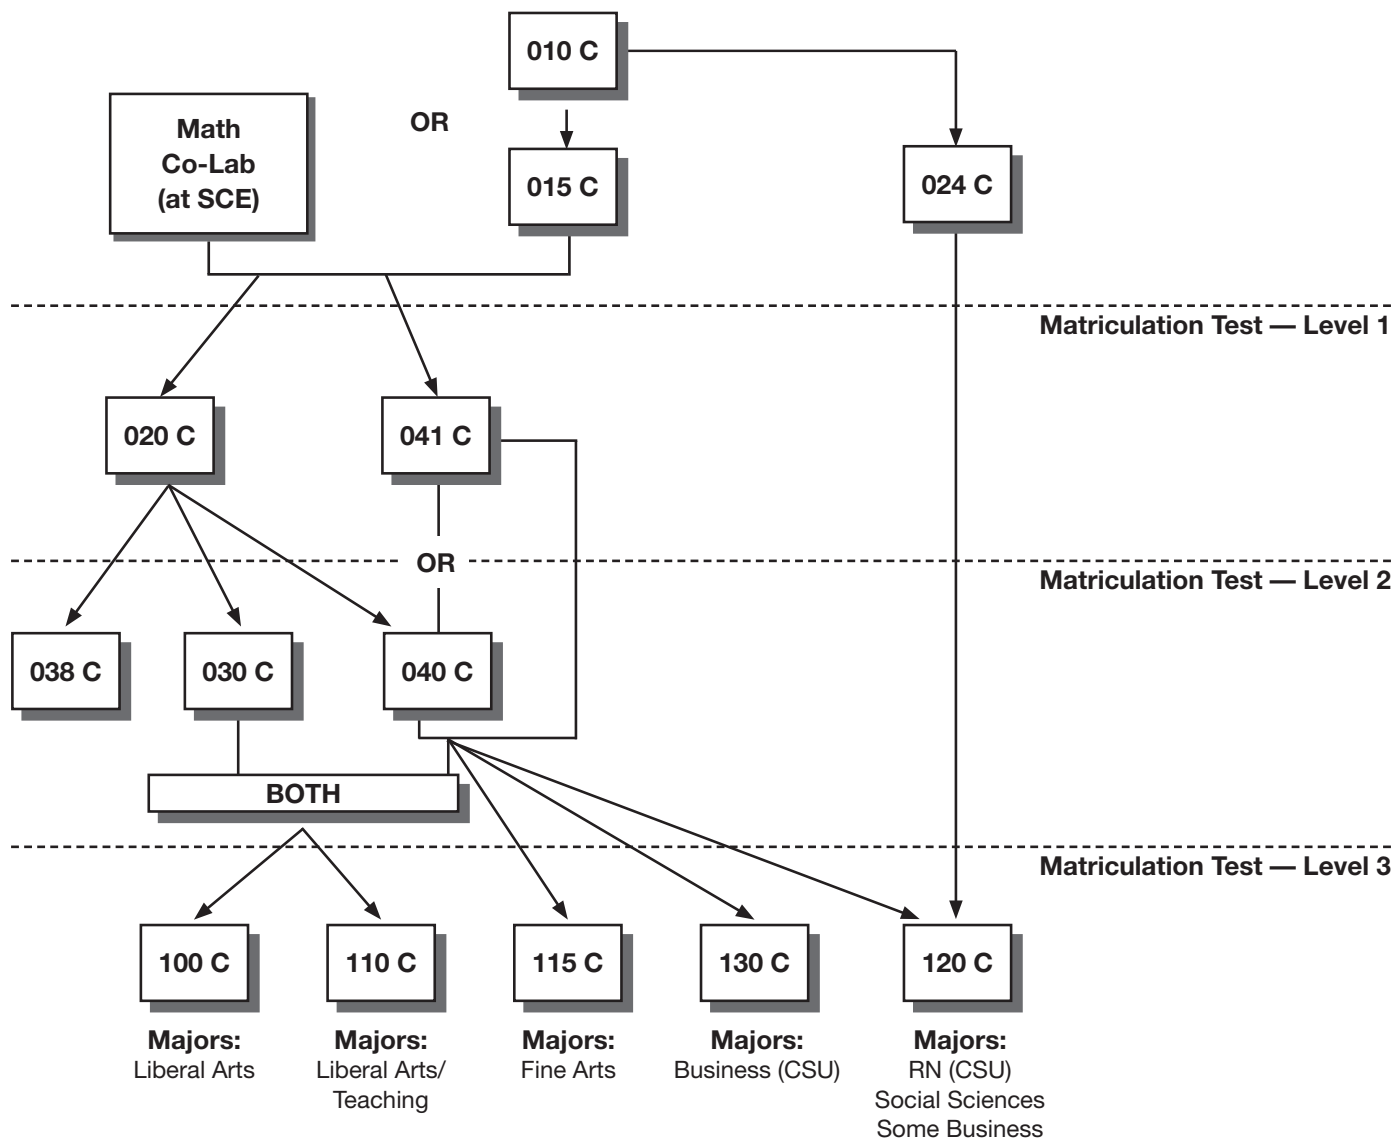 010 C
Math
Co-Lab
(at SCE)
OR
015 C
024 C
Matriculation Test — Level 1
020 C
041 C
OR
Matriculation Test — Level 2
038 C
030 C
040 C
BOTH
Matriculation Test — Level 3
100 C
110 C
115 C
130 C
120 C
Majors:
Liberal Arts
Majors:
Liberal Arts/
Teaching
Majors:
Fine Arts
Majors:
Business (CSU)
Majors:
RN (CSU)
Social Sciences
Some Business